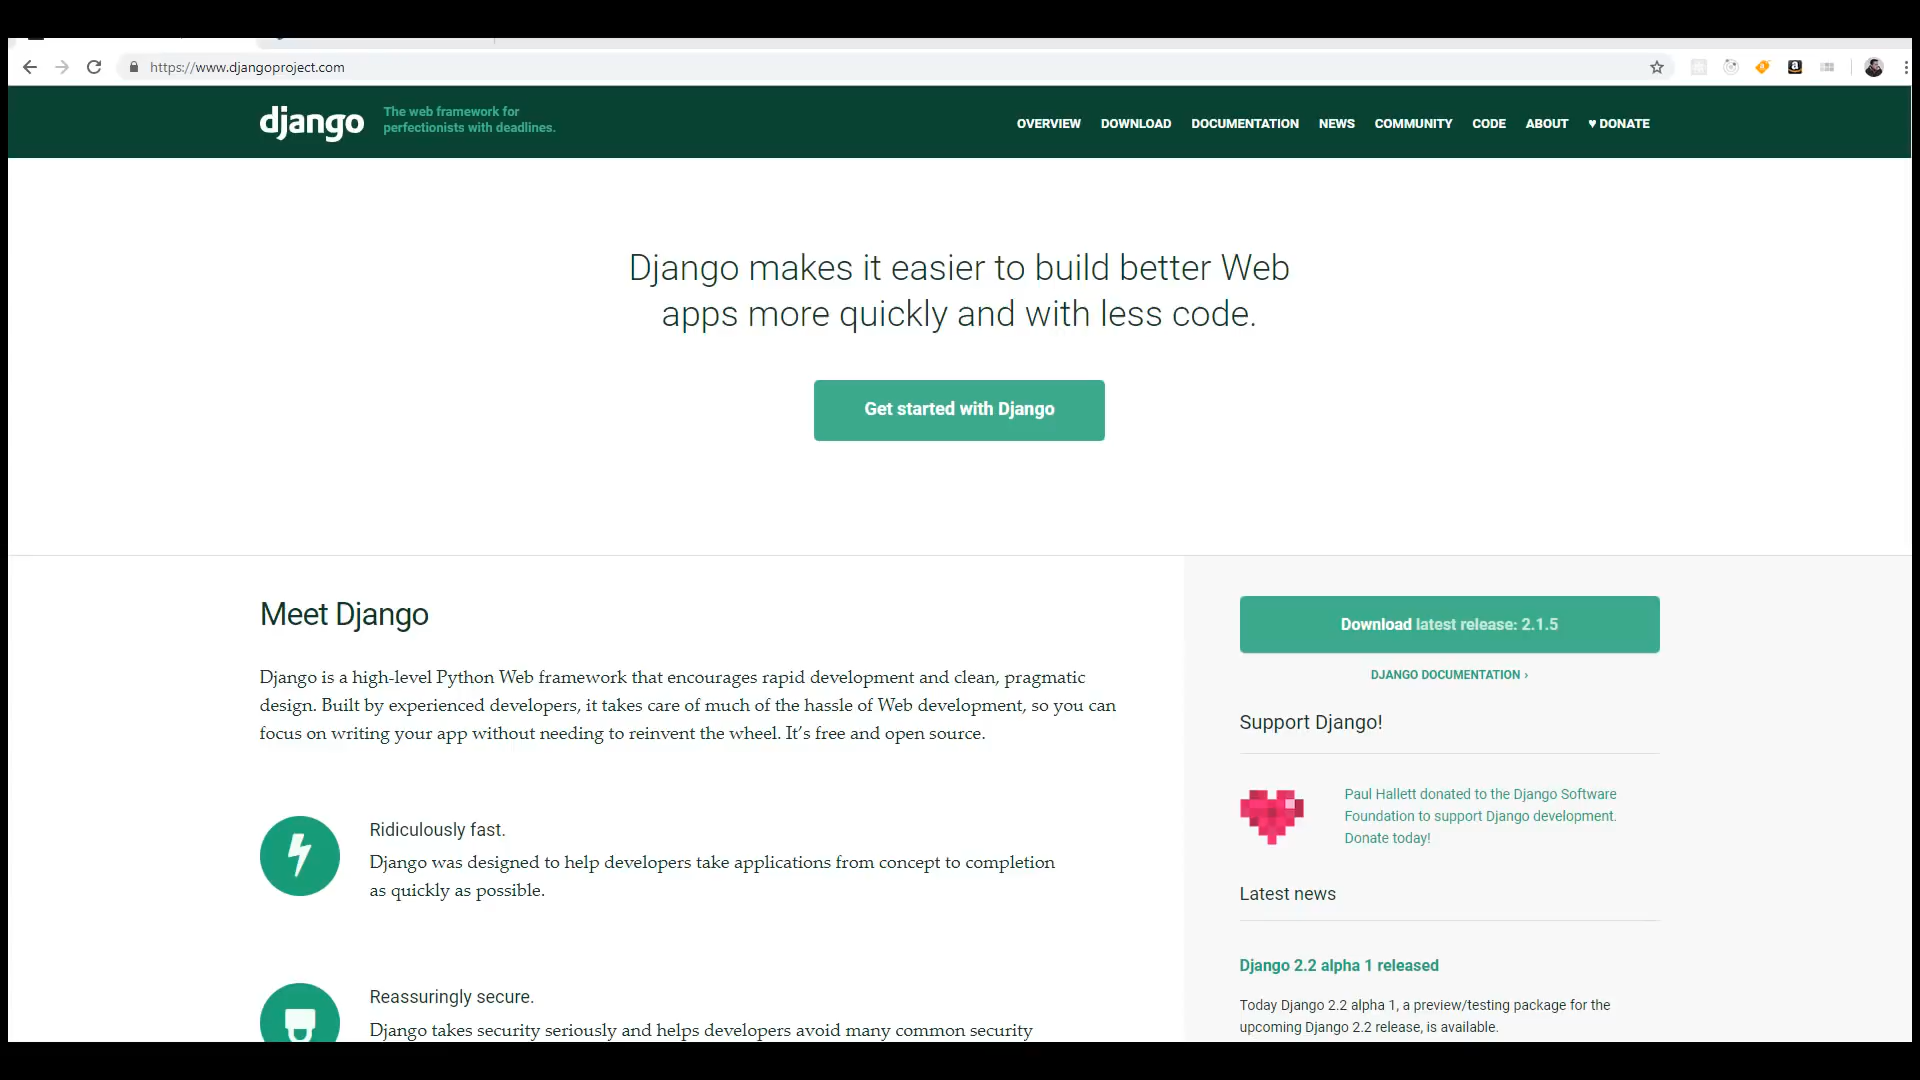 https://www.djangoproject.com
django
The web framework for
perfectionists with deadlines.
OVERVIEW DOWNLOAD DOCUMENTATION NEWS COMMUNITY CODE ABOUT ♥ DONATE
Django makes it easier to build better Web
apps more quickly and with less code.
Get started with Django
Meet Django
Django is a high-level Python Web framework that encourages rapid development and clean, pragmatic
design. Built by experienced developers, it takes care of much of the hassle of Web development, so you can
focus on writing your app without needing to reinvent the wheel. It’s free and open source.
Ridiculously fast.
Django was designed to help developers take applications from concept to completion
as quickly as possible.
Reassuringly secure.
Django takes security seriously and helps developers avoid many common security
Download latest release: 2.1.5
DJANGO DOCUMENTATION ›
Support Django!
Paul Hallett donated to the Django Software
Foundation to support Django development.
Donate today!
Latest news
Django 2.2 alpha 1 released
Today Django 2.2 alpha 1, a preview/testing package for the
upcoming Django 2.2 release, is available.